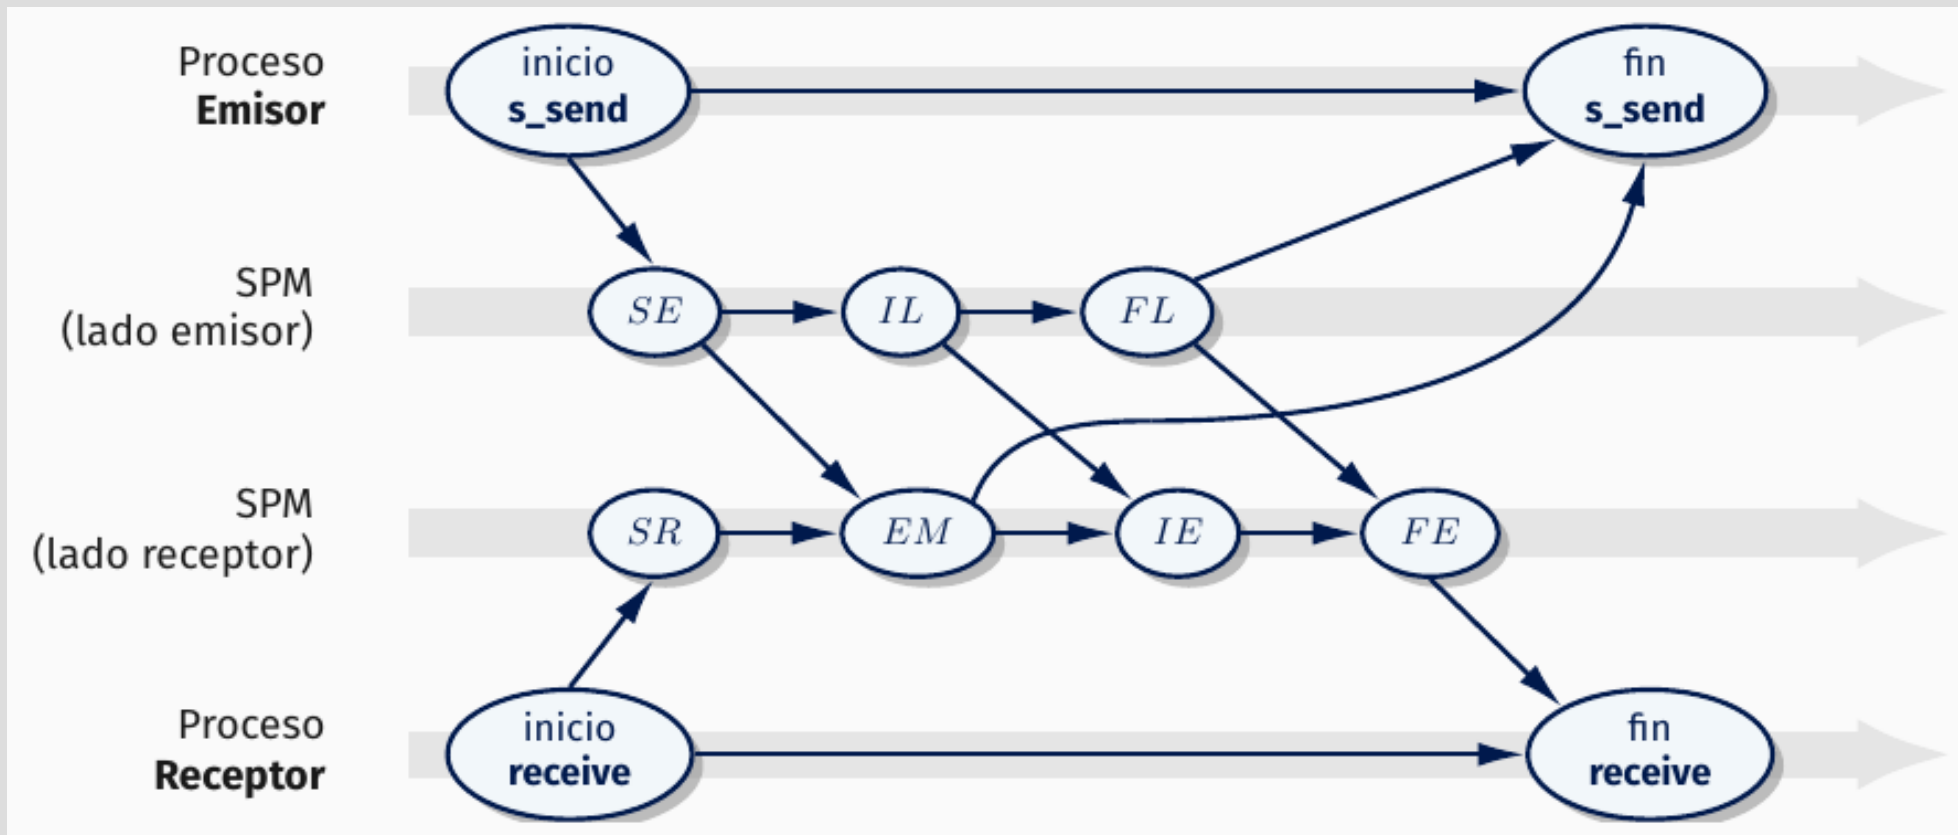 Proceso
Emisor
inicio
s_send
fin
s_send
SPM
(lado emisor)
SE
IL
FL
SPM
(lado receptor)
SR
EM
IE
FE
Proceso
Receptor
inicio
receive
fin
receive